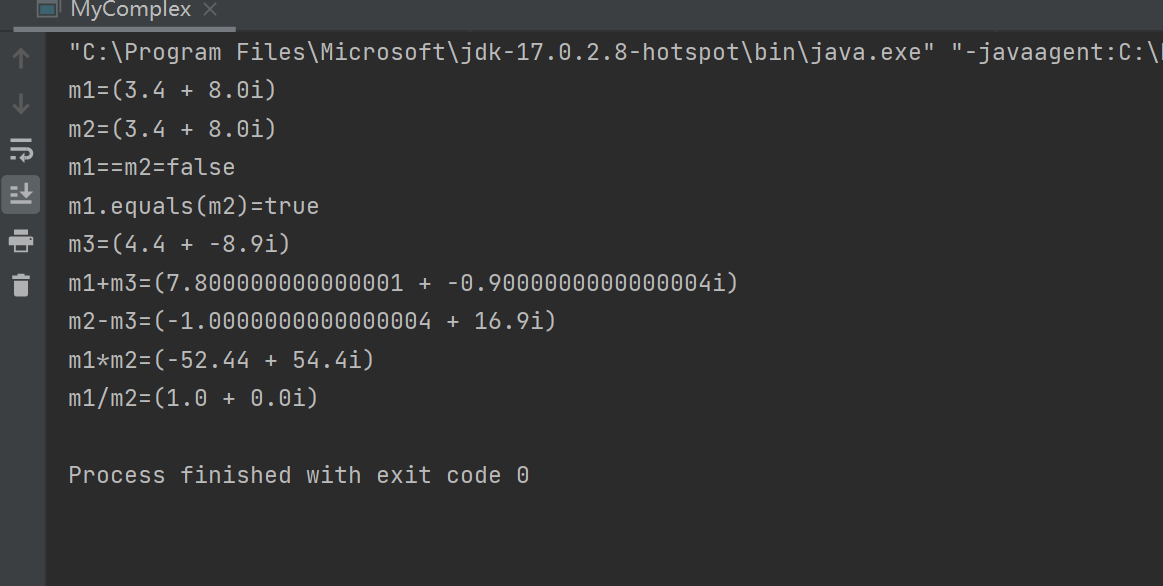 MyComplex
"C:\Program Files\Microsoft\jdk-17.0.2.8-hotspot\bin\java.exe" "-javaagent:C:\
m1=(3.4 + 8.0i)
m2=(3.4 + 8.0i)
m1==m2=false
m1.equals(m2)=true
m3=(4.4 + -8.9i)
m1+m3=(7.800000000000001 + -0.9000000000000004i)
m2-m3=(-1.0000000000000004 + 16.9i)
m1*m2=(-52.44 + 54.4i)
m1/m2=(1.0 + 0.0i)
Process finished with exit code 0